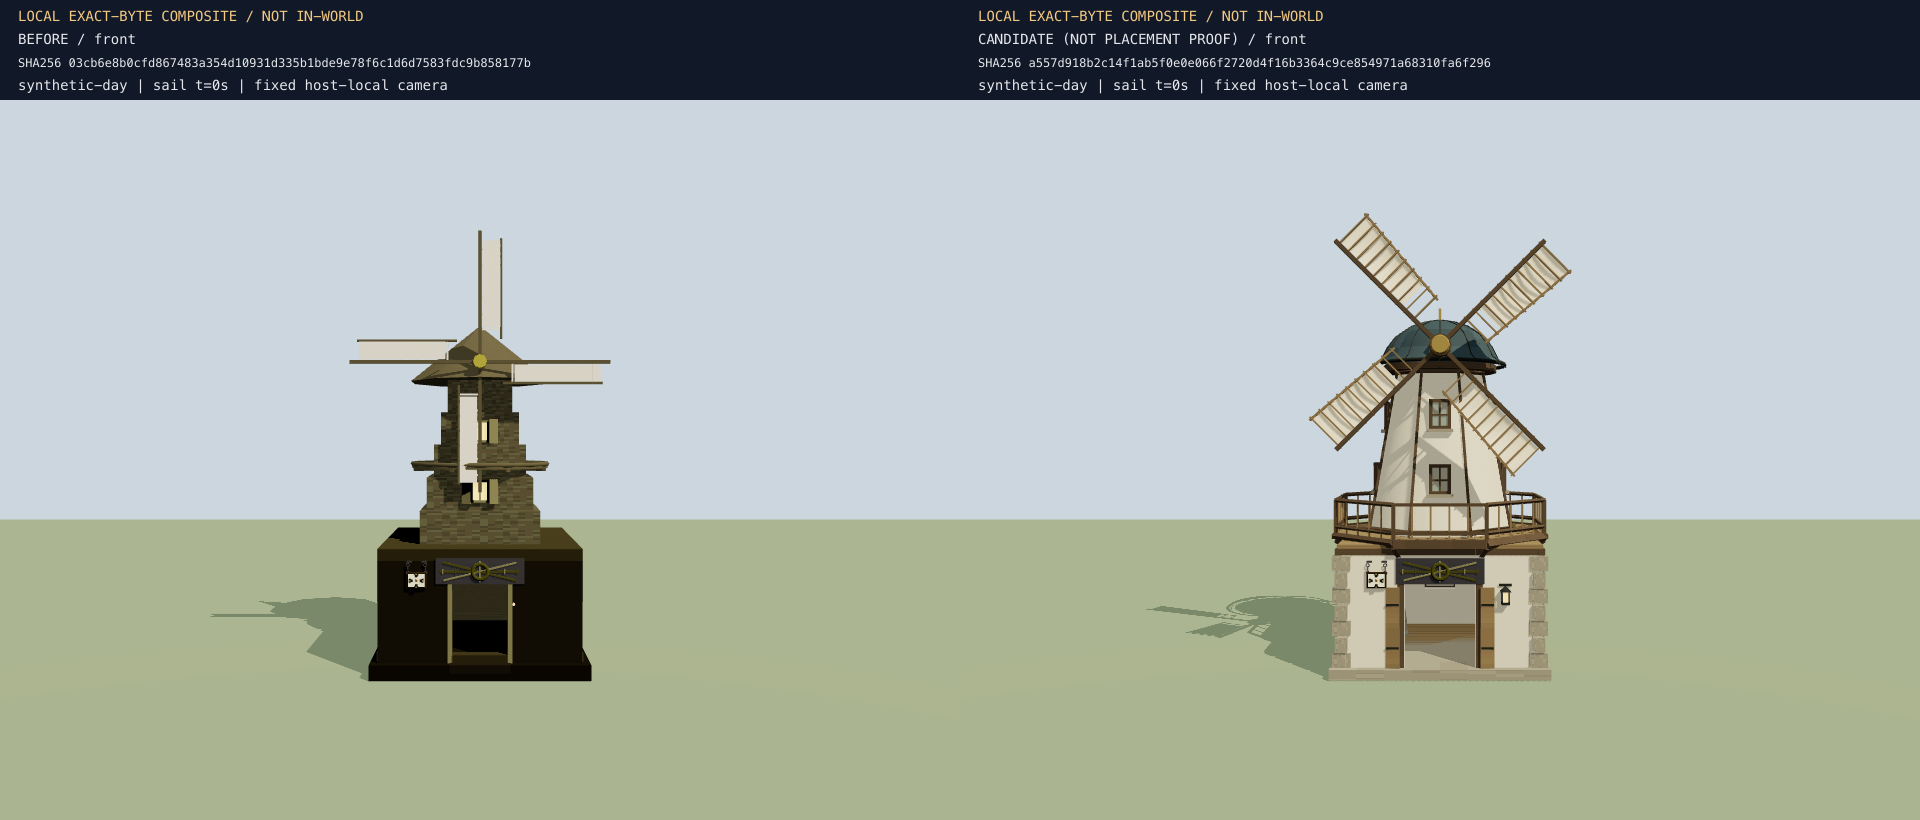 LOCAL EXACT-BYTE COMPOSITE / NOT IN-WORLD
BEFORE / front
SHA256 03cb6e8b0cfd867483a354d10931d335b1bde9e78f6c1d6d7583fdc9b858177b
synthetic-day | sail t=0s | fixed host-local camera
LOCAL EXACT-BYTE COMPOSITE / NOT IN-WORLD
CANDIDATE (NOT PLACEMENT PROOF) / front
SHA256 a557d918b2c14f1ab5f0e0e066f2720d4f16b3364c9ce854971a68310fa6f296
synthetic-day | sail t=0s | fixed host-local camera